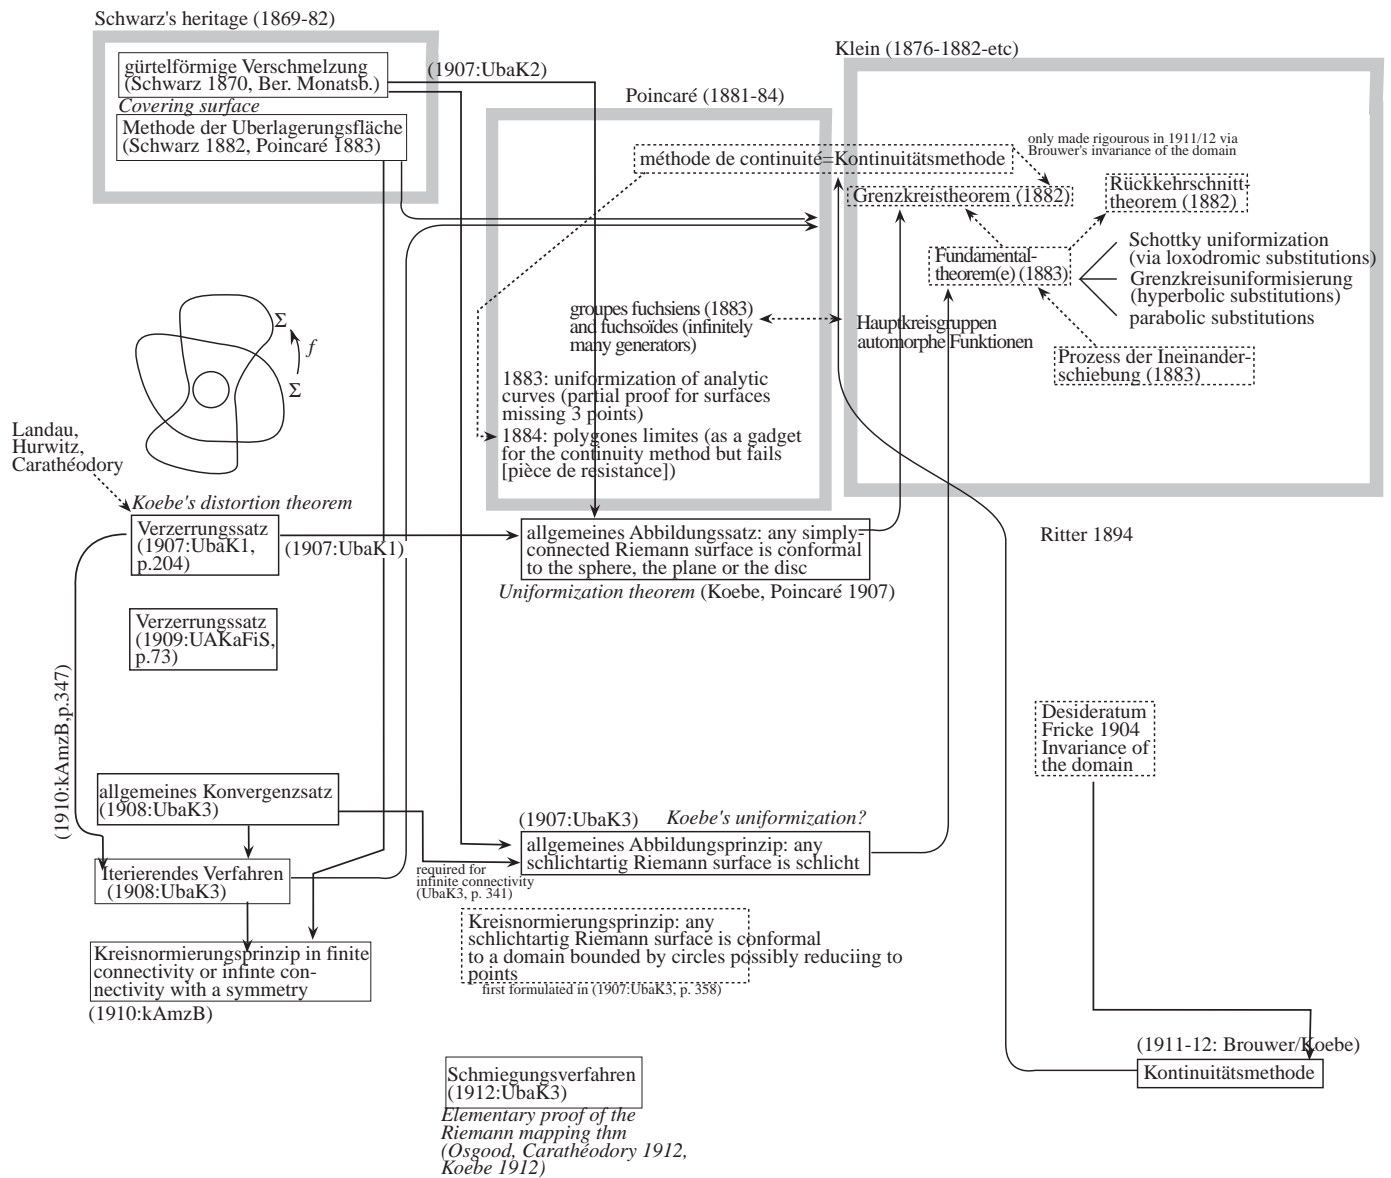 Schwarz's heritage (1869-82)
gürtelförmige Verschmelzung
(Schwarz 1870, Ber. Monatsb.)
Covering surface
Methode der Uberlagerungsfläche
(Schwarz 1882, Poincaré 1883)
(1907:UbaK2)
Poincaré (1881-84)
Klein (1876-1882-etc)
méthode de continuité=Kontinuitätsmethode
only made rigourous in 1911/12 via
Brouwer's invariance of the domain
Grenzkreistheorem (1882)
Rückkehrschnitt-
theorem (1882)
Fundamental-
theorem(e) (1883)
Schottky uniformization
(via loxodromic substitutions)
Grenzkreisuniformisierung
(hyperbolic substitutions)
parabolic substitutions
groupes fuchsiens (1883)
and fuchsoïdes (infinitely
many generators)
Hauptkreisgruppen
automorphe Funktionen
Prozess der Ineinander-
schiebung (1883)
1883: uniformization of analytic
curves (partial proof for surfaces
missing 3 points)
1884: polygones limites (as a gadget
for the continuity method but fails
[pièce de resistance])
Σ
f
Σ
Landau,
Hurwitz,
Carathéodory
Koebe's distortion theorem
Verzerrungssatz
(1907:UbaK1,
p.204)
(1907:UbaK1)
allgemeines Abbildungssatz: any simply-
connected Riemann surface is conformal
to the sphere, the plane or the disc
Uniformization theorem (Koebe, Poincaré 1907)
Ritter 1894
Verzerrungssatz
(1909:UAKaFiS,
p.73)
(1910:kAmzB,p.347)
Desideratum
Fricke 1904
Invariance of
the domain
allgemeines Konvergenzsatz
(1908:UbaK3)
(1907:UbaK3)
Koebe's uniformization?
allgemeines Abbildungsprinzip: any
schlichtartig Riemann surface is schlicht
Iterierendes Verfahren
(1908:UbaK3)
required for
infinite connectivity
(UbaK3, p. 341)
Kreisnormierungsprinzip: any
schlichtartig Riemann surface is conformal
to a domain bounded by circles possibly reduciing to
points
first formulated in (1907:UbaK3, p. 358)
Kreisnormierungsprinzip in finite
connectivity or infinte con-
nectivity with a symmetry
(1910:kAmzB)
(1911-12: Brouwer/Koebe)
Kontinuitätsmethode
Schmiegungsverfahren
(1912:UbaK3)
Elementary proof of the
Riemann mapping thm
(Osgood, Carathéodory 1912,
Koebe 1912)